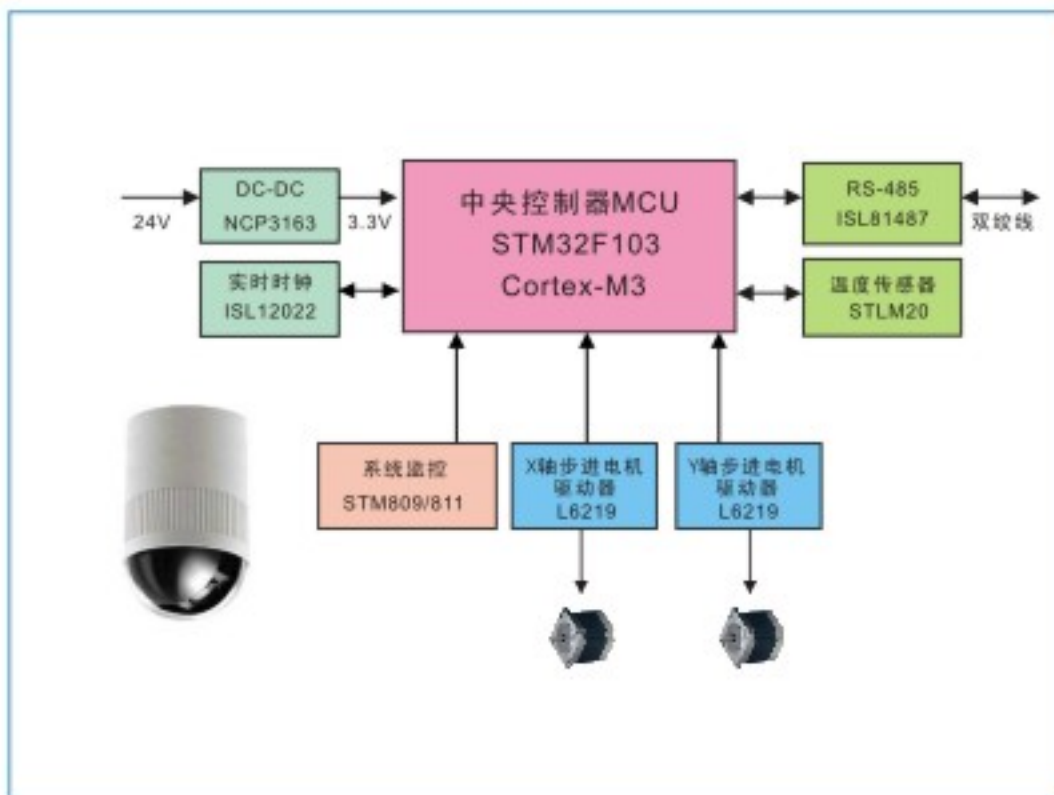 DC-DC
NCP3163
24V
3.3V
实时时钟
ISL12022
中央控制器MCU
STM32F103
Cortex-M3
RS-485
ISL81487
双绞线
温度传感器
STLM20
系统监控
STM809/811
X轴步进电机
驱动器
L6219
Y轴步进电机
驱动器
L6219